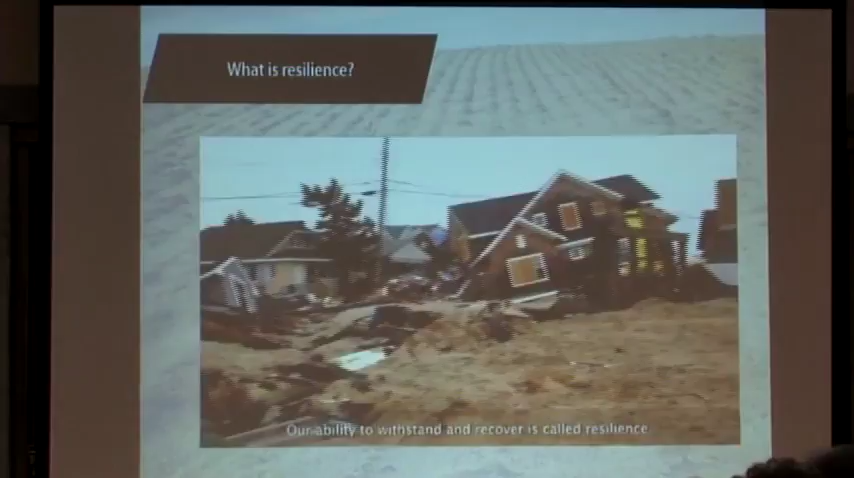 What is resilience?
Our ability to withstand and recover is called resilience